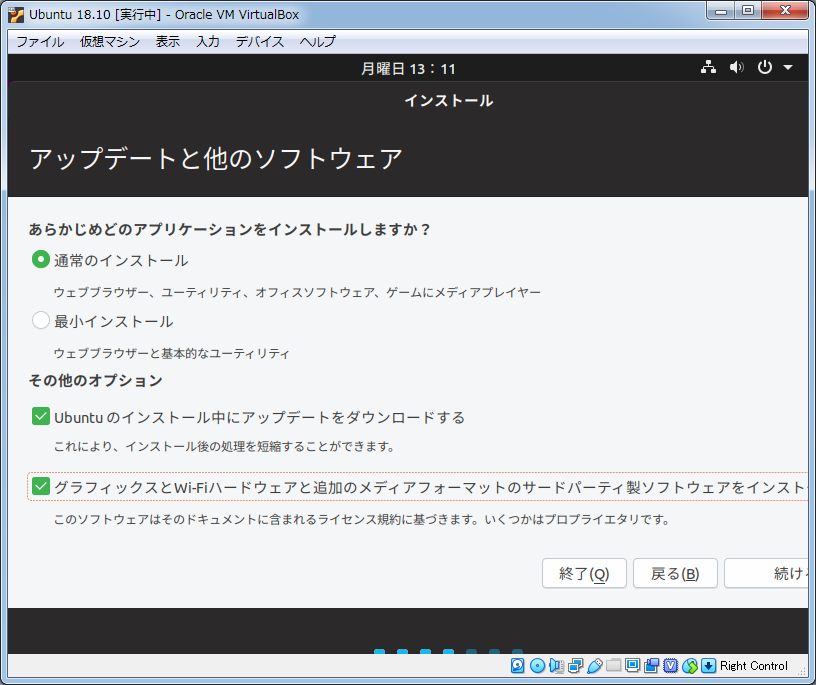 Ubuntu 18.10 [実行中] - Oracle VM VirtualBox
ファイル 仮想マシン 表示 入力 デバイス ヘルプ
月曜日 13：11
インストール
アップデートと他のソフトウェア
あらかじめどのアプリケーションをインストールしますか？
通常のインストール
ウェブブラウザー、ユーティリティ、オフィスソフトウェア、ゲームにメディアプレイヤー
最小インストール
ウェブブラウザーと基本的なユーティリティ
その他のオプション
Ubuntu のインストール中にアップデートをダウンロードする
これにより、インストール後の処理を短縮することができます。
グラフィックスとWi-Fiハードウェアと追加のメディアフォーマットのサードパーティ製ソフトウェアをインスト
このソフトウェアはそのドキュメントに含まれるライセンス規約に基づきます。いくつかはプロプライエタリです。
終了(Q) 戻る(B) 続け
Right Control